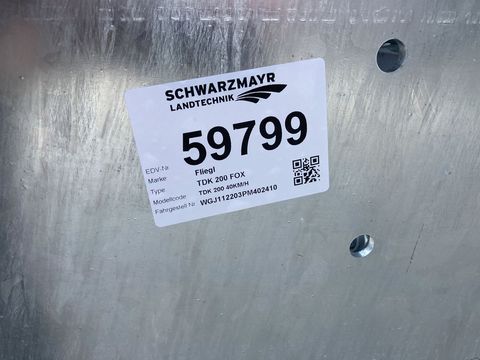 SCHWARZMAYR
LANDTECHNIK
EDV-Nr. 59799
Marke Fliegl
Type TDK 200 FOX
Modellcode TDK 200 40KM/H
Fahrgestell Nr WGJ112203PM402410